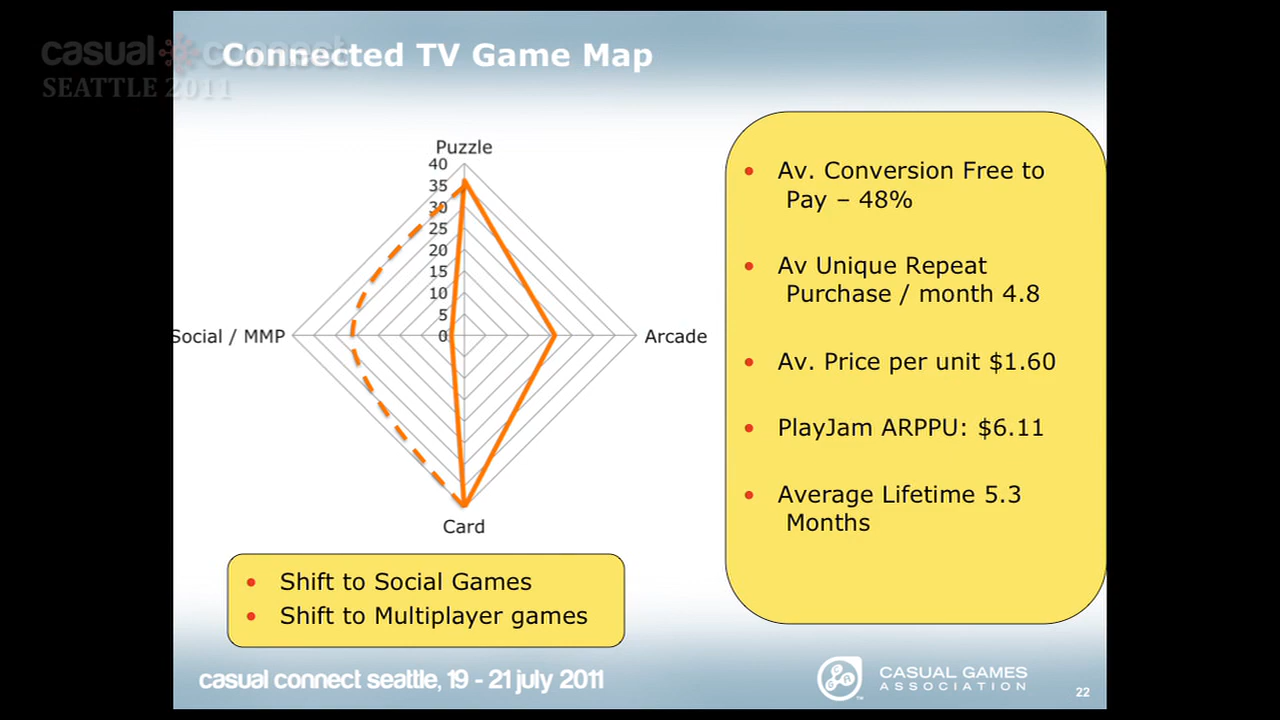 casual connect
SEATTLE 2011
Connected TV Game Map
Puzzle
40
35
30
25
20
15
10
5
0
Social / MMP
Arcade
Card
• Av. Conversion Free to
Pay – 48%
• Av Unique Repeat
Purchase / month 4.8
• Av. Price per unit $1.60
• PlayJam ARPPU: $6.11
• Average Lifetime 5.3
Months
• Shift to Social Games
• Shift to Multiplayer games
casual connect seattle, 19 - 21 july 2011
CASUAL GAMES
ASSOCIATION
22